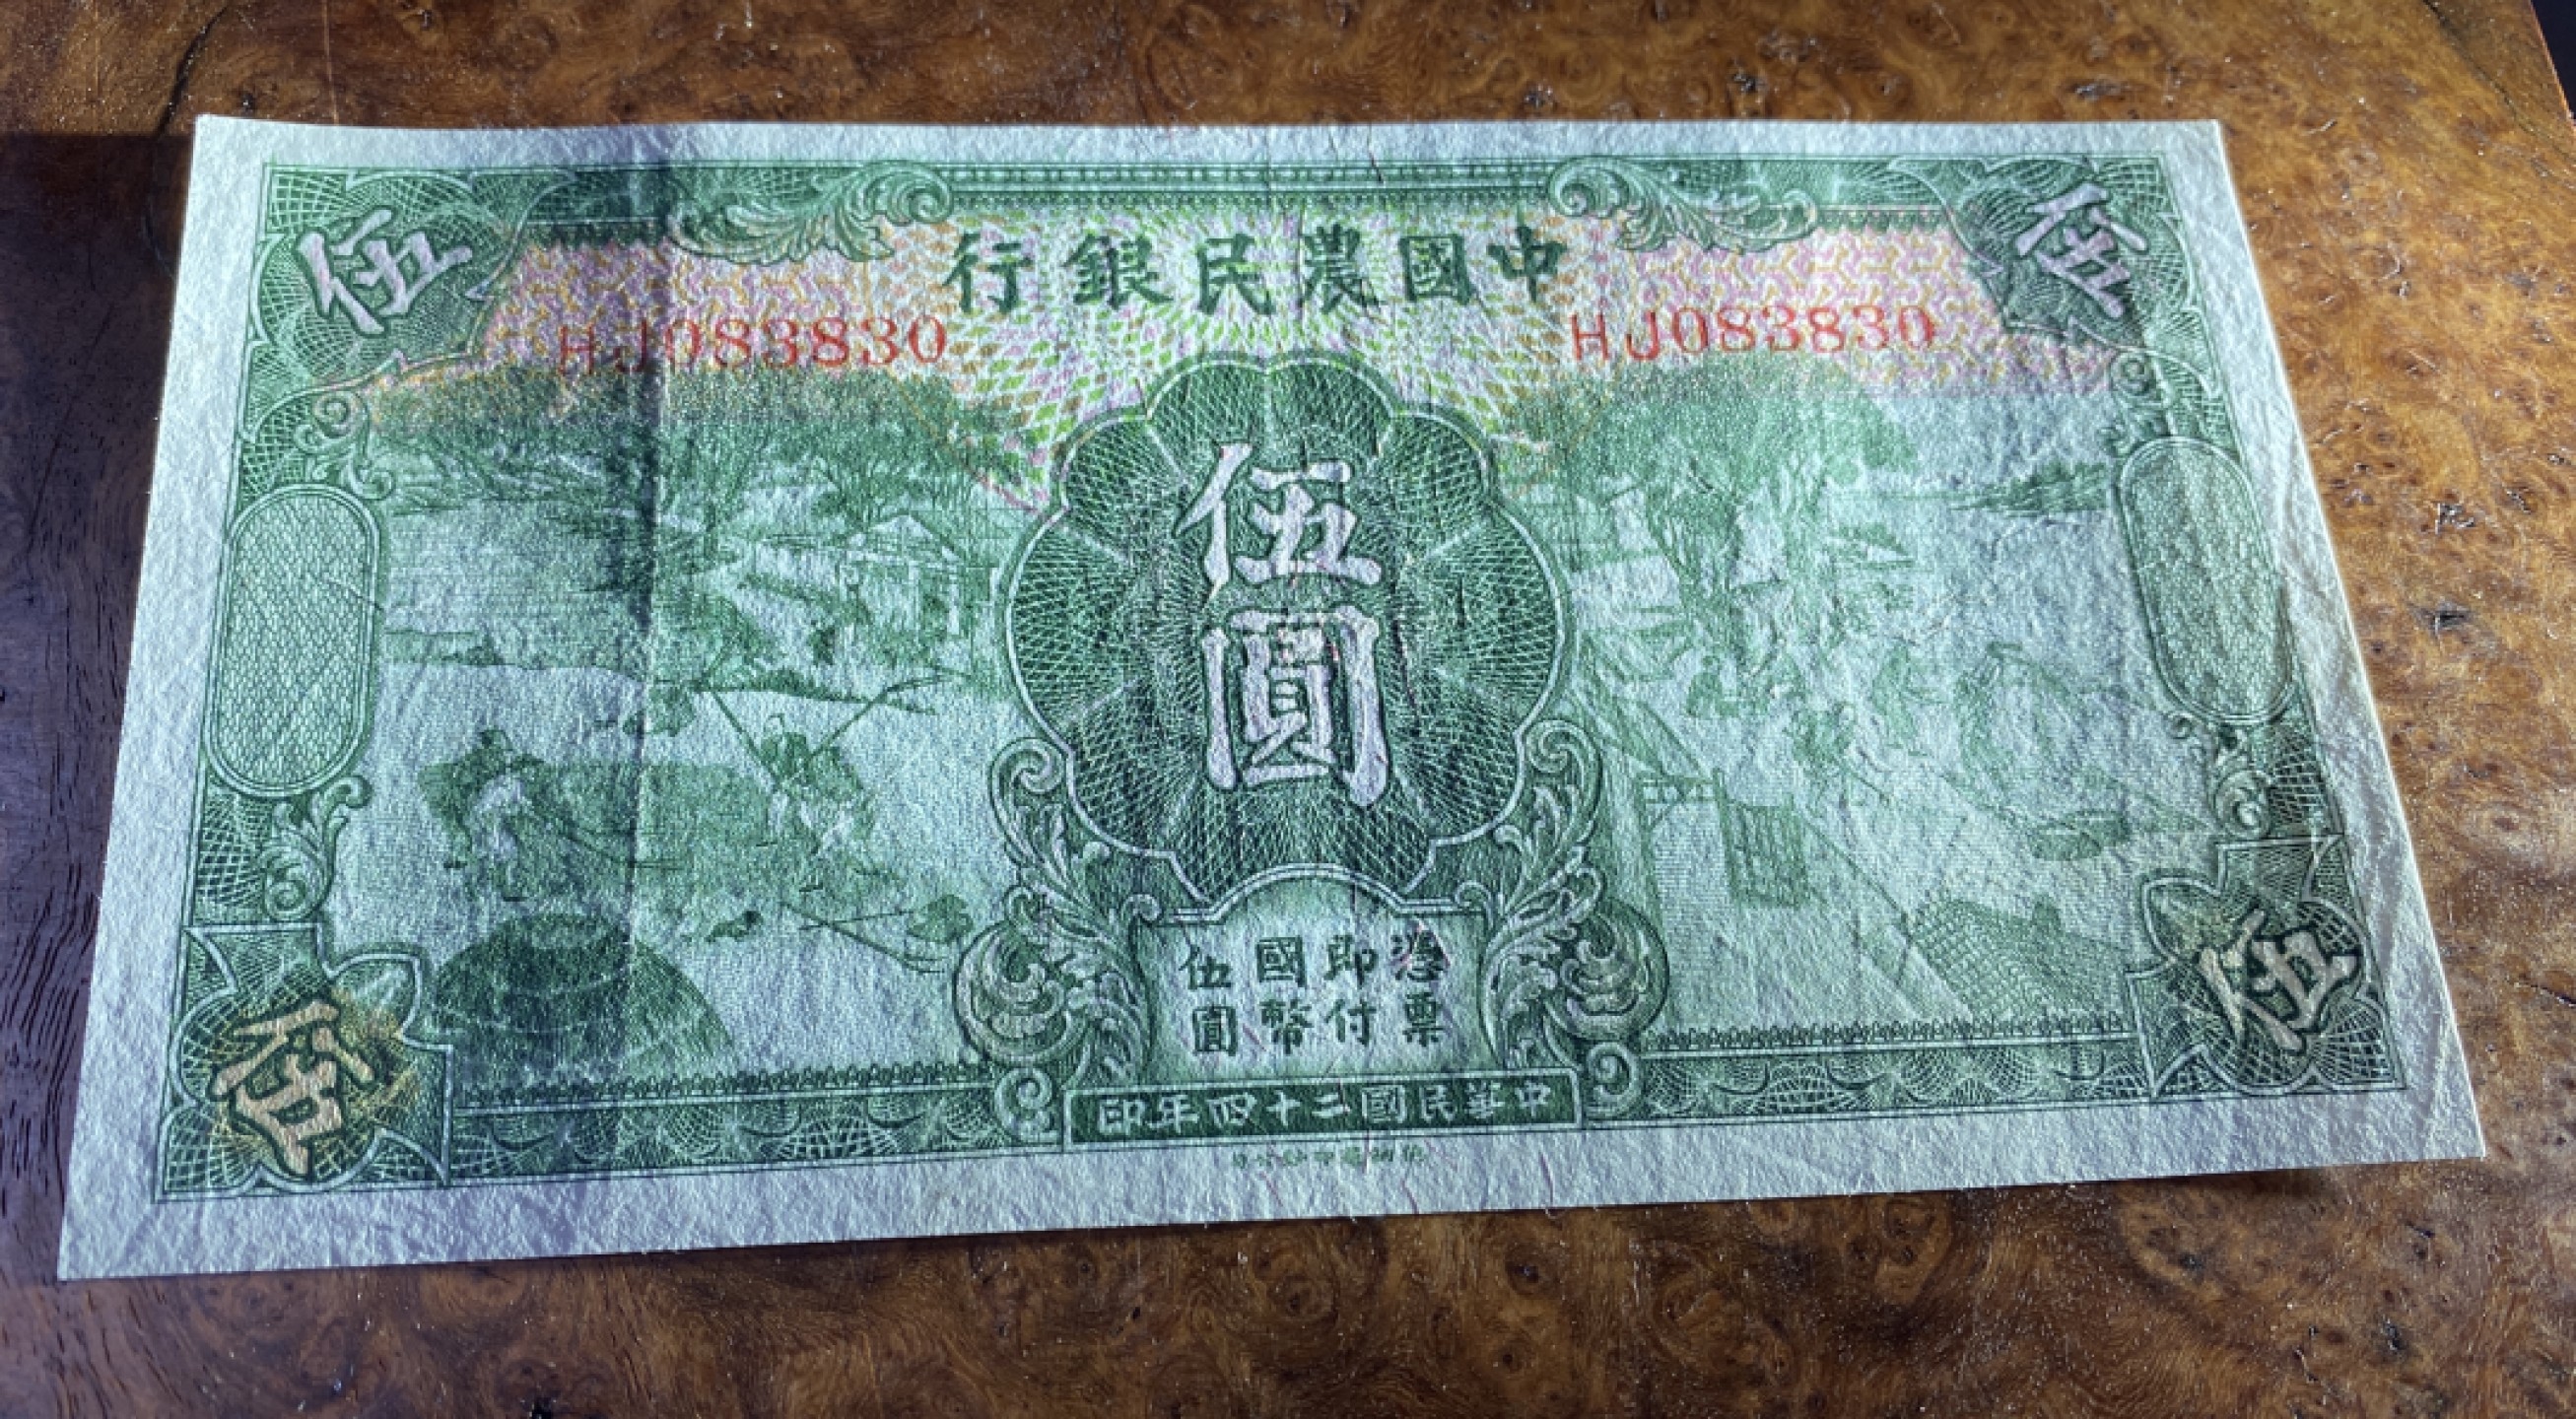 伍
中國農民銀行
伍
HJ083830
HJ083830
伍
圓
憑票
即付
國幣
伍圓
伍
伍
中華民國二十四年印